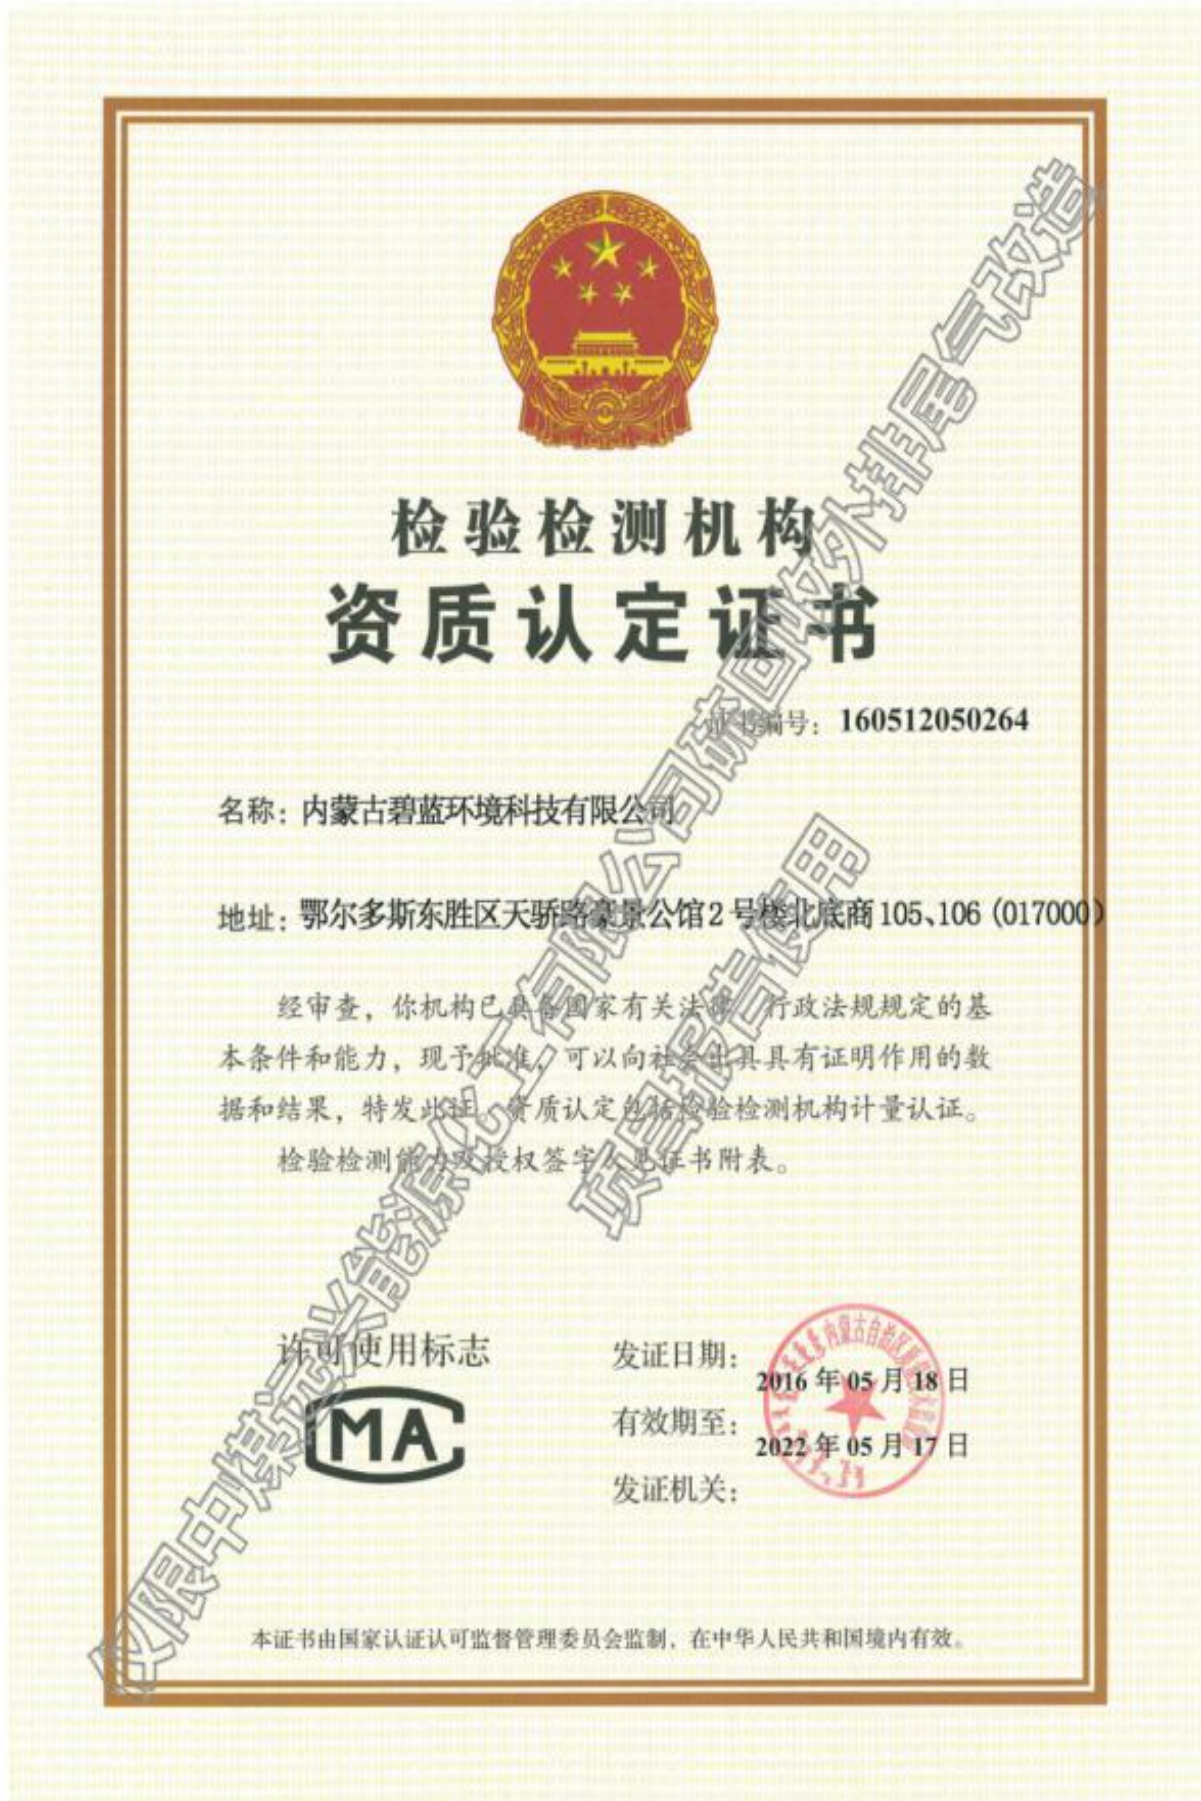 检验检测机构
资质认定证书
证书编号：160512050264
名称：内蒙古碧蓝环境科技有限公司
地址：鄂尔多斯东胜区天骄路豪景公馆2号楼北底商105、106 (017000)
经审查，你机构已具备国家有关法律、行政法规规定的基
本条件和能力，现予批准，可以向社会出具具有证明作用的数
据和结果，特发此证。资质认定包括检验检测机构计量认证。
检验检测能力及授权签字人见证书附表。
许可使用标志
MA
发证日期：2016年05月18日
有效期至：2022年05月17日
发证机关：
内蒙古自治区
本证书由国家认证认可监督管理委员会监制，在中华人民共和国境内有效。
仅限中煤远兴能源化工有限公司硫回收外排尾气改造
项目报告使用